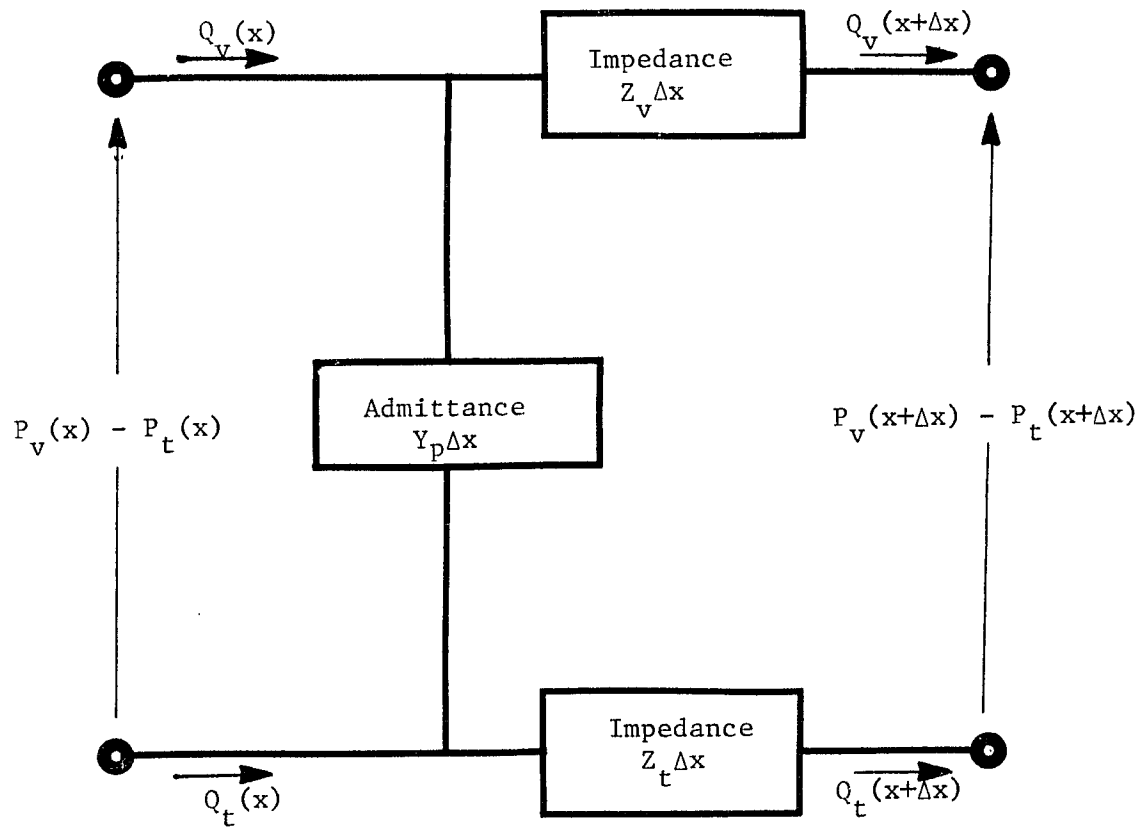 Q_v(x)
Impedance
Z_vΔx
Q_v(x+Δx)
P_v(x) - P_t(x)
Admittance
Y_pΔx
P_v(x+Δx) - P_t(x+Δx)
Q_t(x)
Impedance
Z_tΔx
Q_t(x+Δx)